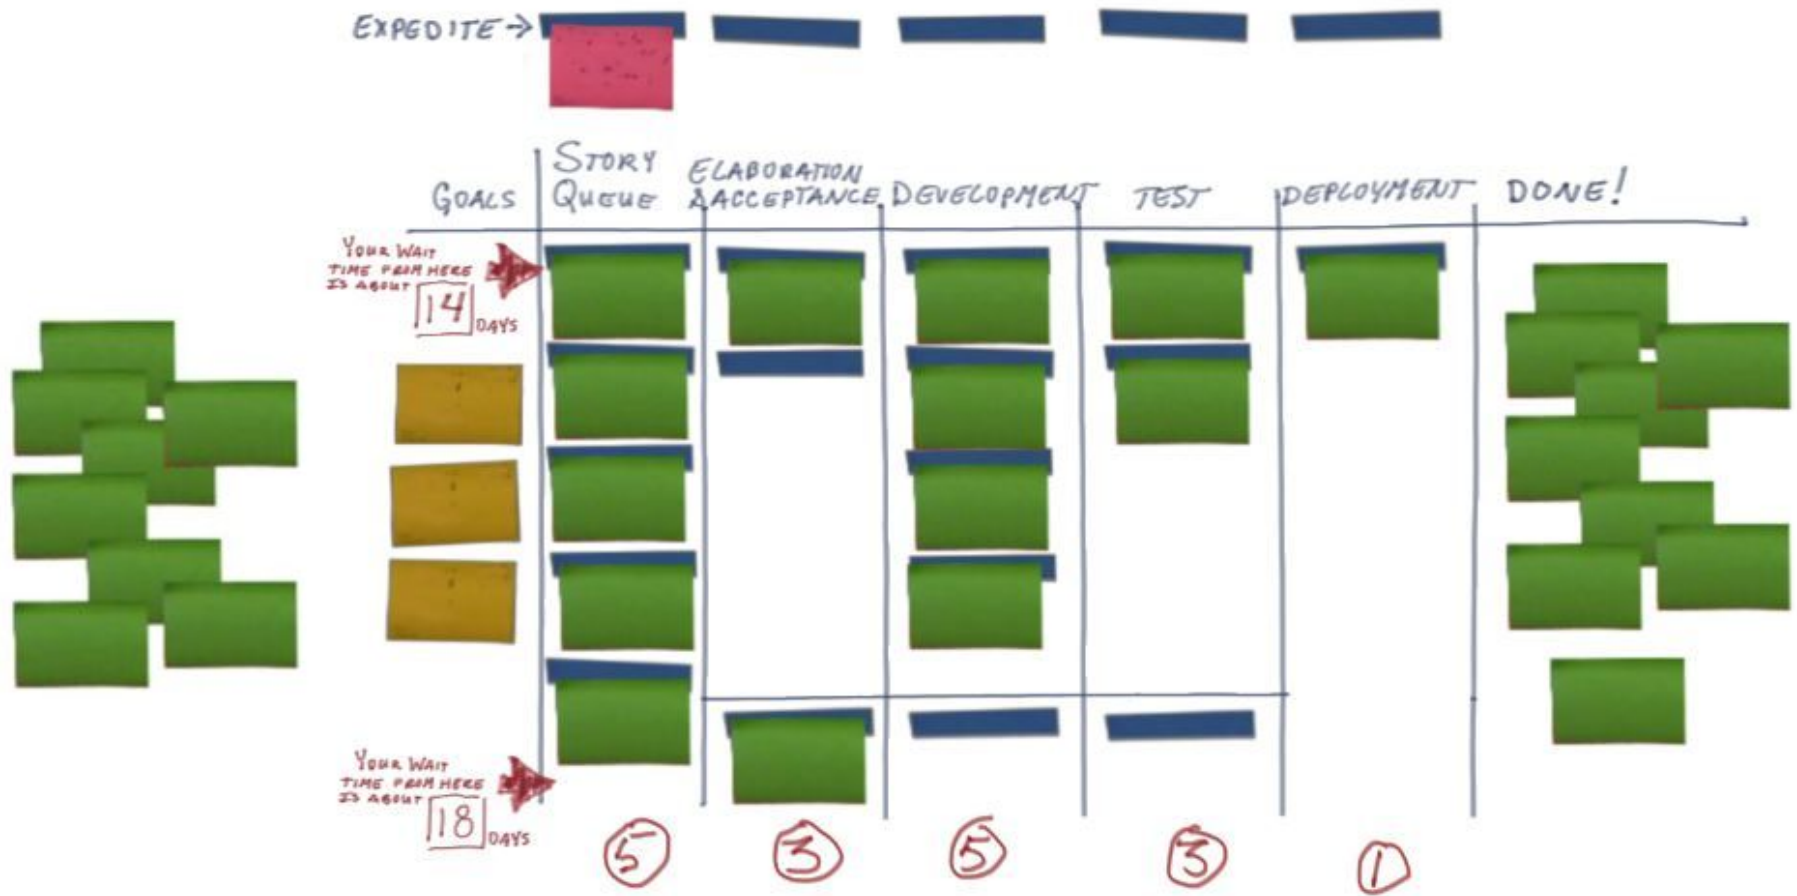 EXPEDITE →
STORY
QUEUE
ELABORATION
& ACCEPTANCE
GOALS
DEVELOPMENT
TEST
DEPLOYMENT
DONE!
YOUR WAIT
TIME FROM HERE
IS ABOUT
14 DAYS
YOUR WAIT
TIME FROM HERE
IS ABOUT
18 DAYS
5
3
5
3
1